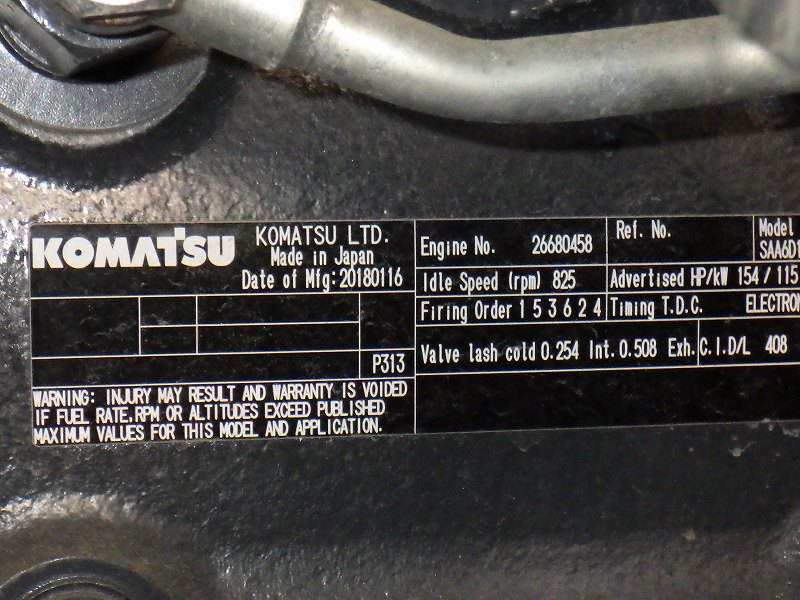 KOMATSU KOMATSU LTD.
Made in Japan
Date of Mfg:20180116
P313
WARNING: INJURY MAY RESULT AND WARRANTY IS VOIDED
IF FUEL RATE.RPM OR ALTITUDES EXCEED PUBLISHED
MAXIMUM VALUES FOR THIS MODEL AND APPLICATION.
Engine No. 26680458 Ref. No. Model
SAA6D1
Idle Speed (rpm) 825 Advertised HP/kW 154 / 115
Firing Order 1 5 3 6 2 4 Timing T.D.C. ELECTRON
Valve lash cold 0.254 Int. 0.508 Exh. C.I.D/L 408